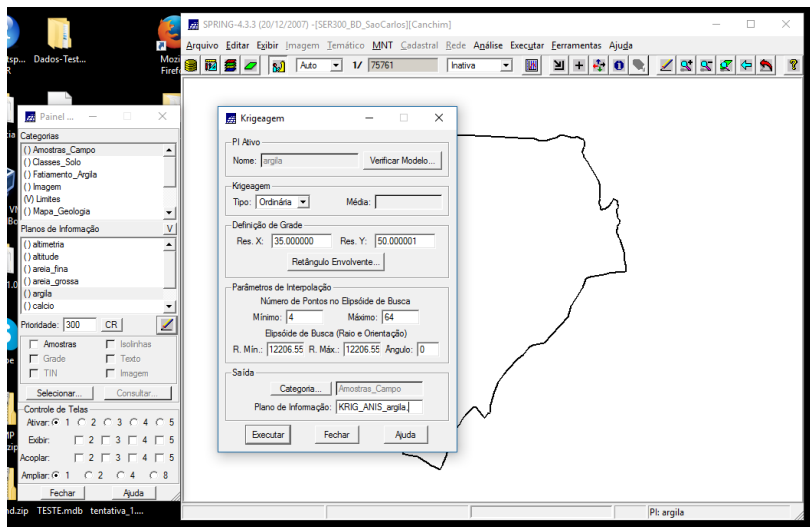 SPRING-4.3.3 (20/12/2007) -[SER300_BD_SaoCarlos][Canchim]
Arquivo Editar Exibir Imagem Temático MNT Cadastral Rede Análise Executar Ferramentas Ajuda
Auto 1/ 75761 Inativa
Dados-Test...
Painel ...
Categorias
() Amostras_Campo
() Classes_Solo
() Fatiamento_Argila
() Imagem
(V) Limites
() Mapa_Geologia
Planos de Informação V
() altimetria
() altitude
() areia_fina
() areia_grossa
() argila
() calcio
Prioridade: 300 CR
Amostras Isolinhas
Grade Texto
TIN Imagem
Selecionar... Consultar...
Controle de Telas
Ativar: 1 2 3 4 5
Exibir: 2 3 4 5
Acoplar: 2 3 4 5
Ampliar: 1 2 4 8
Fechar Ajuda
Krigeagem
PI Ativo
Nome: argila Verificar Modelo...
Krigeagem
Tipo: Ordinária Média:
Definição de Grade
Res. X: 35.000000 Res. Y: 50.000001
Retângulo Envolvente...
Parâmetros de Interpolação
Número de Pontos no Elipsóide de Busca
Mínimo: 4 Máximo: 64
Elipsóide de Busca (Raio e Orientação)
R. Mín.: 12206.55 R. Máx.: 12206.55 Ângulo: 0
Saída
Categoria... Amostras_Campo
Plano de Informação: KRIG_ANIS_argila
Executar Fechar Ajuda
TESTE.mdb tentativa_1....
PI: argila